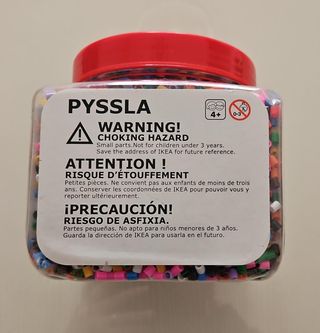 PYSSLA
4+
0-3
WARNING!
CHOKING HAZARD
Small parts.Not for children under 3 years.
Save the address of IKEA for future reference.
ATTENTION !
RISQUE D'ÉTOUFFEMENT
Petites pièces. Ne convient pas aux enfants de moins de trois
ans. Conserver les coordonnées de IKEA pour pouvoir vous y
reporter ultérieurement.
¡PRECAUCIÓN!
RIESGO DE ASFIXIA.
Partes pequeñas. No apto para niños menores de 3 años.
Guarda la dirección de IKEA para usarla en el futuro.